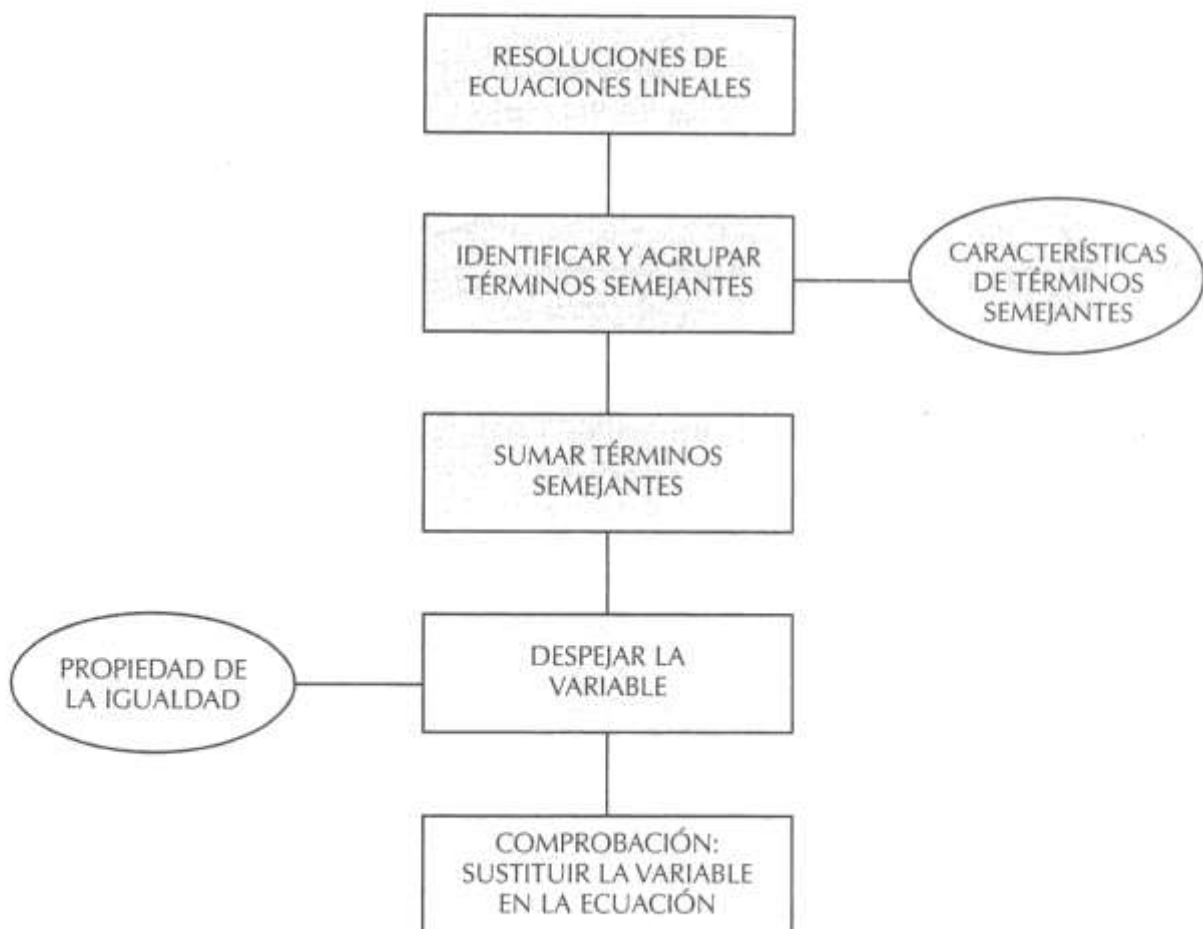 RESOLUCIONES DE
ECUACIONES LINEALES
IDENTIFICAR Y AGRUPAR
TÉRMINOS SEMEJANTES
CARACTERÍSTICAS
DE TÉRMINOS
SEMEJANTES
SUMAR TÉRMINOS
SEMEJANTES
PROPIEDAD DE
LA IGUALDAD
DESPEJAR LA
VARIABLE
COMPROBACIÓN:
SUSTITUIR LA VARIABLE
EN LA ECUACIÓN